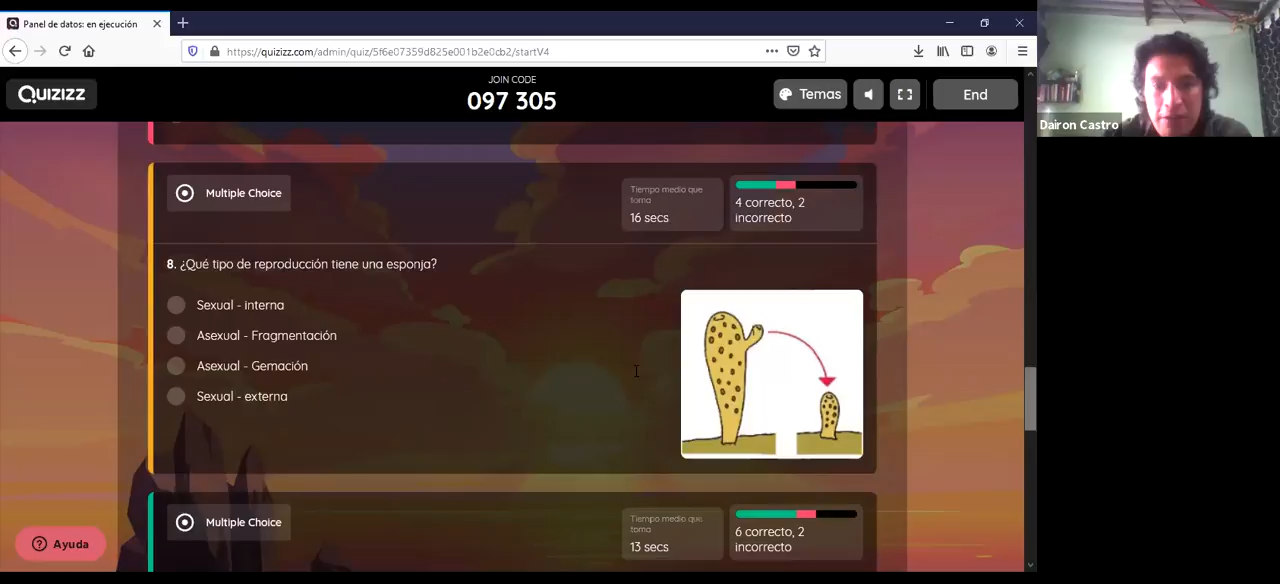 Panel de datos: en ejecución
https://quizizz.com/admin/quiz/5f6e07359d825e001b2e0cb2/startV4
Quizizz
JOIN CODE
097 305
Temas
End
Dairon Castro
Multiple Choice
Tiempo medio que
toma
16 secs
4 correcto, 2
incorrecto
8. ¿Qué tipo de reproducción tiene una esponja?
Sexual - interna
Asexual - Fragmentación
Asexual - Gemación
Sexual - externa
Multiple Choice
Tiempo medio que
toma
13 secs
6 correcto, 2
incorrecto
Ayuda